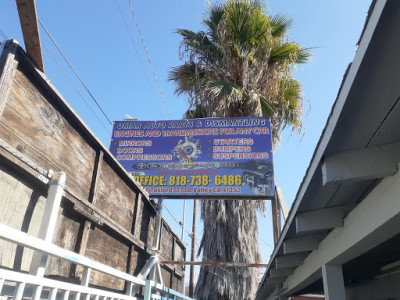 OMAR AUTO PARTS & DISMANTLING
ENGINES AND TRANSMISSIONS FOR ANY CAR
MIRRORS
DOORS
COMPRESSORS
STARTERS
BUMPERS
SUSPENSIONS
OFFICE: 818-738-6486